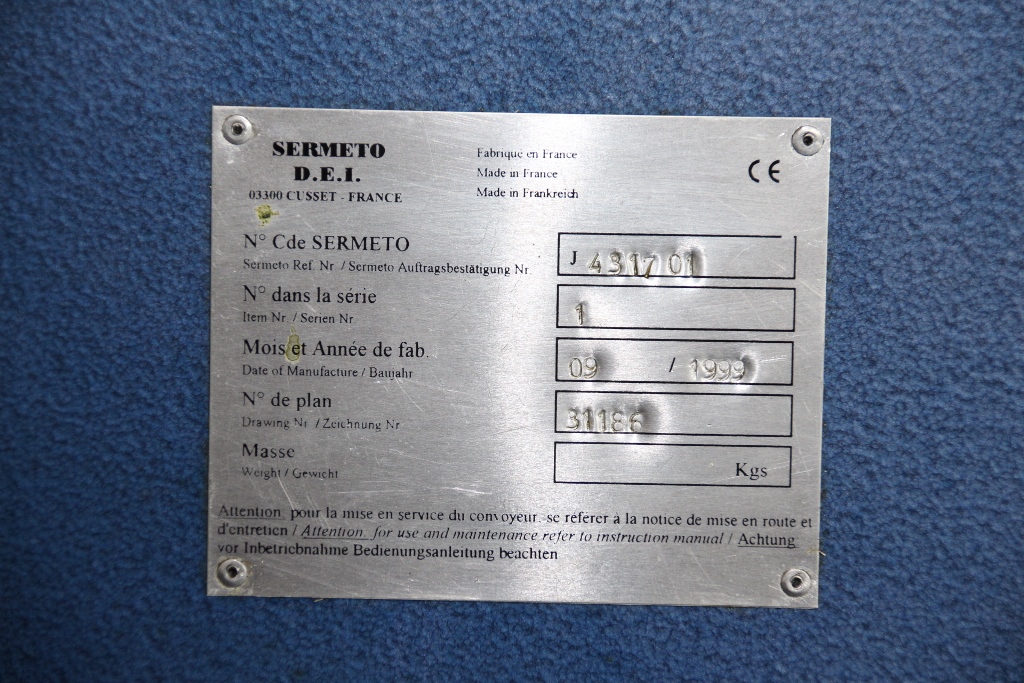 SERMETO
D.E.I.
03300 CUSSET - FRANCE
Fabriqué en France
Made in France
Made in Frankreich
CE
N° Cde SERMETO
Sermeto Ref. Nr / Sermeto Auftragsbestätigung Nr
J 431701
N° dans la série
Item Nr. / Serien Nr
1
Mois et Année de fab.
Date of Manufacture / Baujahr
09 / 1999
N° de plan
Drawing Nr / Zeichnung Nr
31186
Masse
Weight / Gewicht
Kgs
Attention: pour la mise en service du convoyeur, se référer à la notice de mise en route et
d'entretien / Attention: for use and maintenance refer to instruction manual / Achtung
vor Inbetriebnahme Bedienungsanleitung beachten